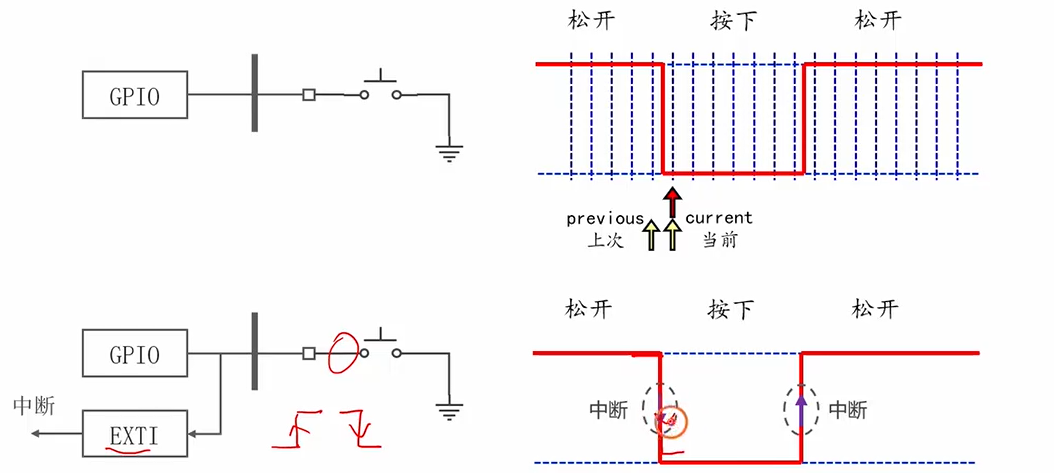 松开 按下 松开
GPIO
previous current
上次 当前
松开 按下 松开
GPIO
中断
EXTI
中断 中断